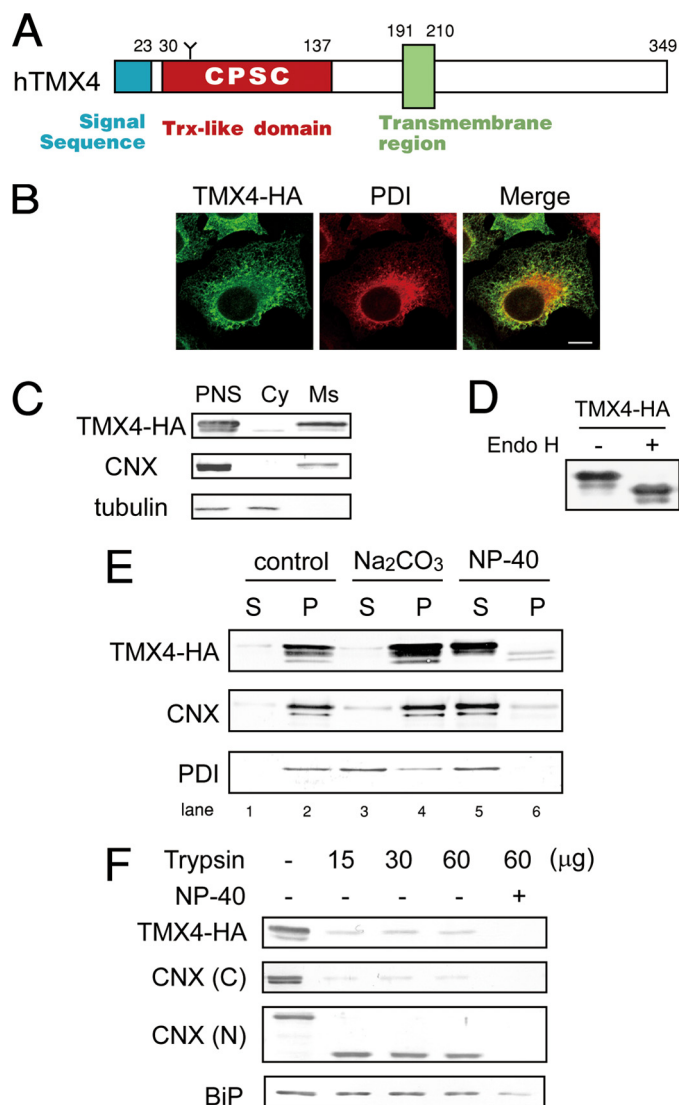 A
23 30 137 191 210 349
hTMX4 CPSC
Signal Sequence
Trx-like domain
Transmembrane region
B
TMX4-HA PDI Merge
C
PNS Cy Ms
TMX4-HA
CNX
tubulin
D
TMX4-HA
Endo H - +
E
control Na₂CO₃ NP-40
S P S P S P
TMX4-HA
CNX
PDI
lane 1 2 3 4 5 6
F
Trypsin - 15 30 60 60 (μg)
NP-40 - - - - +
TMX4-HA
CNX (C)
CNX (N)
BiP